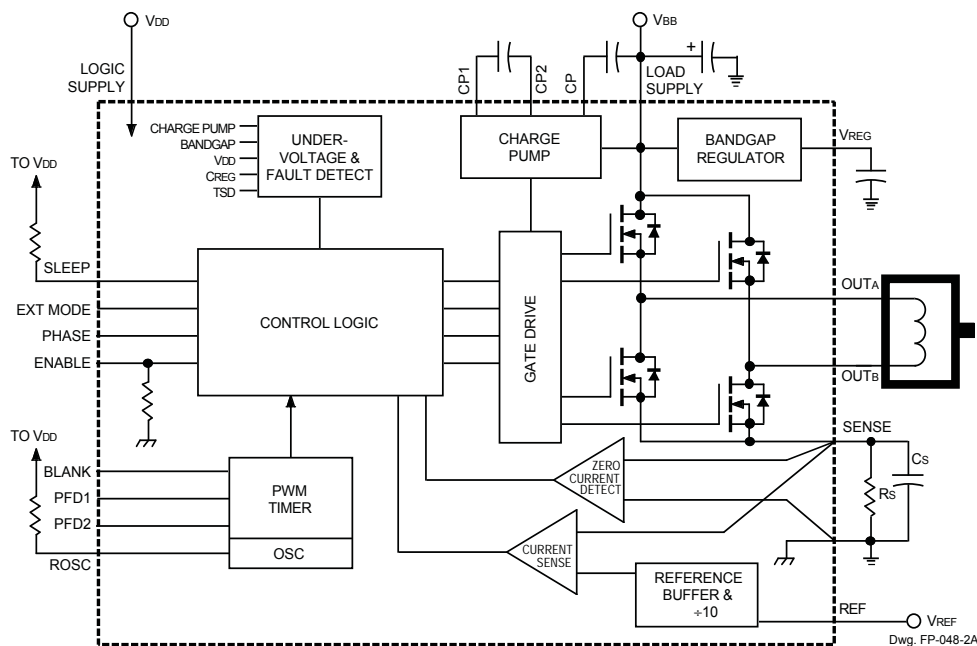 VDD
VBB
LOGIC
SUPPLY
CP1
CP2
CP
+
LOAD
SUPPLY
CHARGE PUMP
BANDGAP
VDD
CREG
TSD
UNDER-
VOLTAGE &
FAULT DETECT
CHARGE
PUMP
BANDGAP
REGULATOR
VREG
TO VDD
SLEEP
EXT MODE
PHASE
ENABLE
CONTROL LOGIC
GATE DRIVE
OUTA
OUTB
SENSE
TO VDD
BLANK
PFD1
PFD2
ROSC
PWM
TIMER
OSC
ZERO
CURRENT
DETECT
CURRENT
SENSE
CS
RS
REFERENCE
BUFFER &
÷10
REF
VREF
Dwg. FP-048-2A